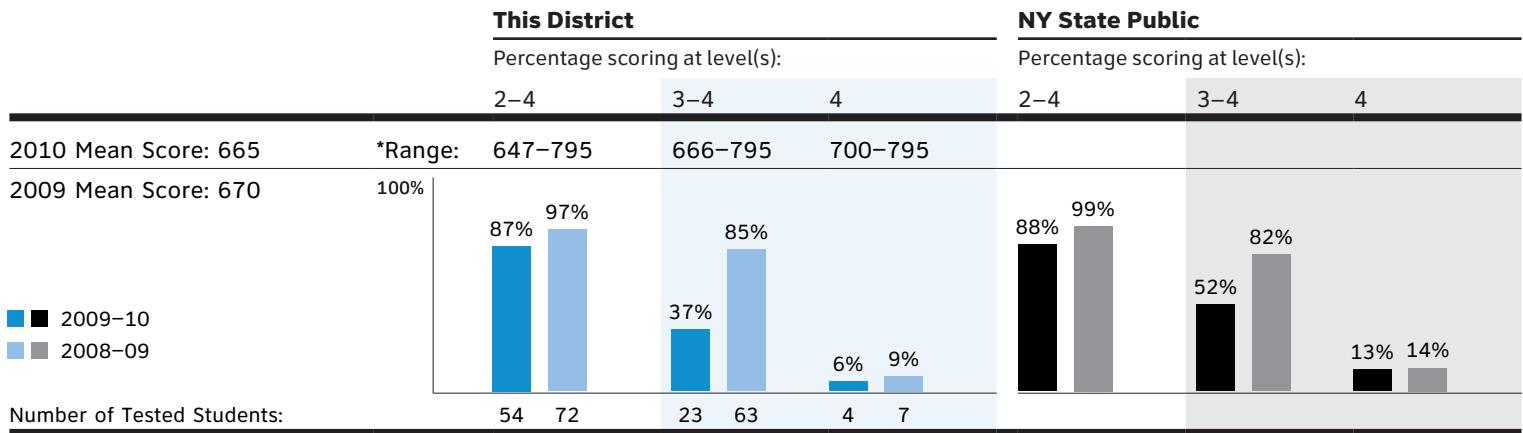 This District NY State Public
Percentage scoring at level(s): Percentage scoring at level(s):
2–4 3–4 4 2–4 3–4 4
2010 Mean Score: 665 *Range: 647–795 666–795 700–795
2009 Mean Score: 670 100%
97% 99%
87% 85% 88% 82%
37% 52%
6% 9% 13% 14%
2009–10
2008–09
Number of Tested Students: 54 72 23 63 4 7